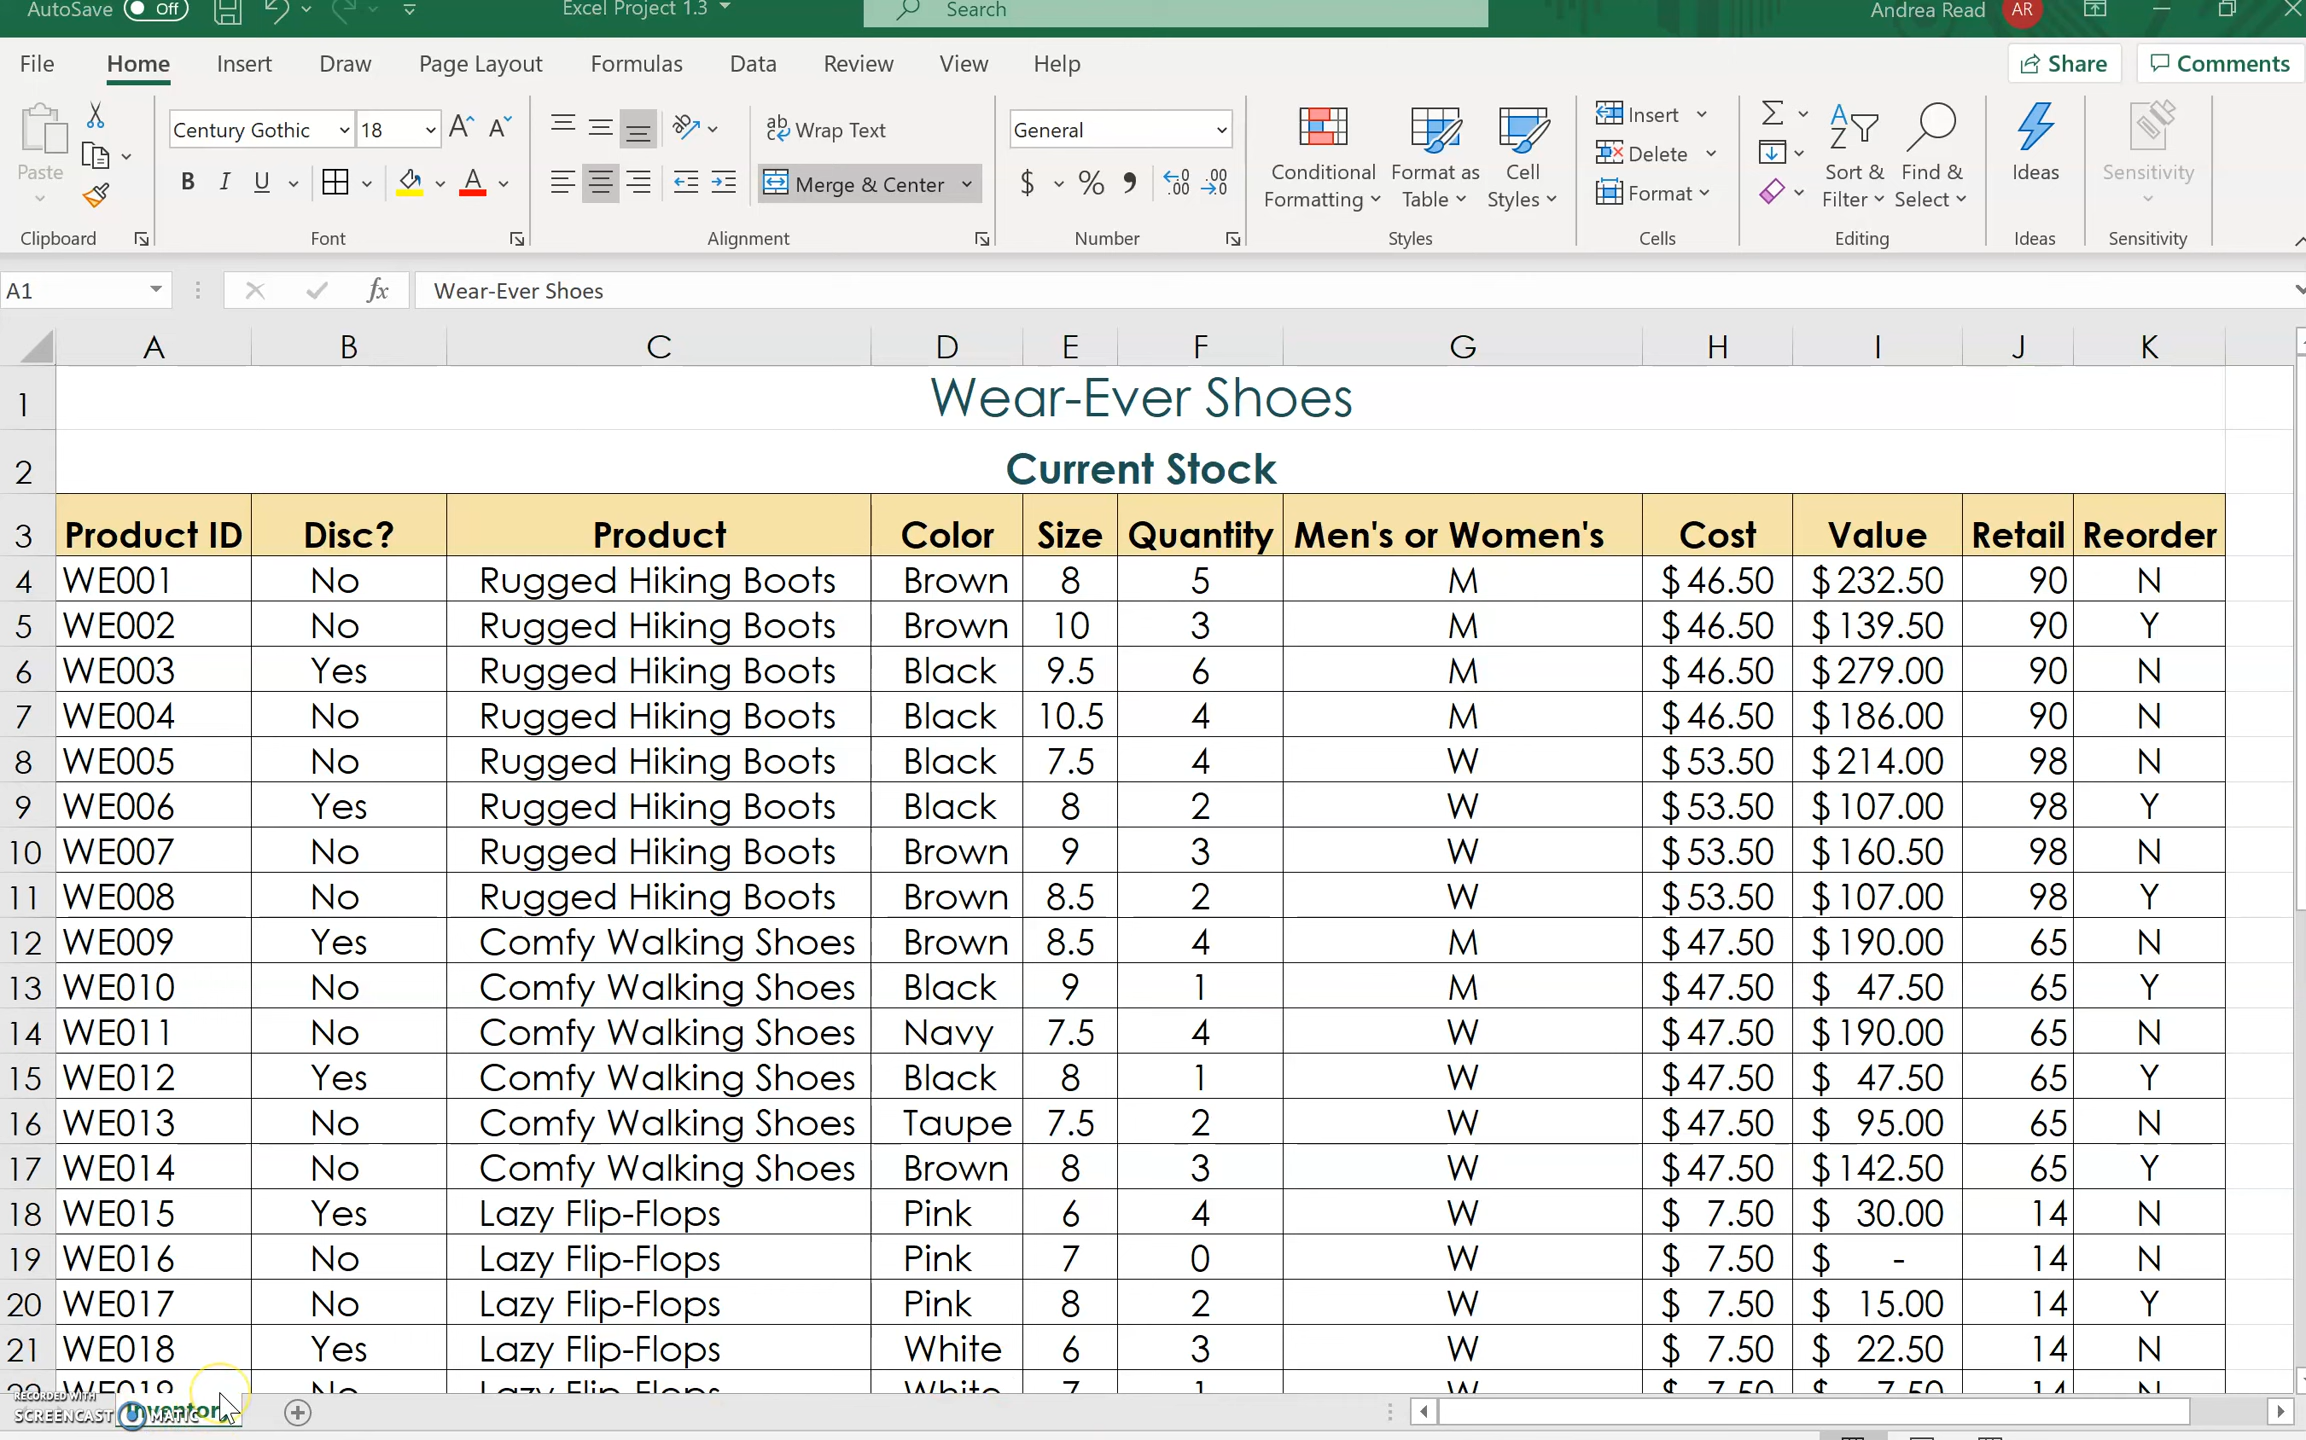 AutoSave Off Excel Project 1.3 Search Andrea Read AR
File Home Insert Draw Page Layout Formulas Data Review View Help Share Comments
Century Gothic 18 Wrap Text General Insert
Paste Conditional Format as Cell Delete Sort & Find & Ideas Sensitivity
B I U Merge & Center $ % Formatting Table Styles Format Filter Select
Clipboard Font Alignment Number Styles Cells Editing Ideas Sensitivity
A1 fx Wear-Ever Shoes
A B C D E F G H I J K
1 Wear-Ever Shoes
2 Current Stock
3 Product ID Disc? Product Color Size Quantity Men's or Women's Cost Value Retail Reorder
4 WE001 No Rugged Hiking Boots Brown 8 5 M $ 46.50 $ 232.50 90 N
5 WE002 No Rugged Hiking Boots Brown 10 3 M $ 46.50 $ 139.50 90 Y
6 WE003 Yes Rugged Hiking Boots Black 9.5 6 M $ 46.50 $ 279.00 90 N
7 WE004 No Rugged Hiking Boots Black 10.5 4 M $ 46.50 $ 186.00 90 N
8 WE005 No Rugged Hiking Boots Black 7.5 4 W $ 53.50 $ 214.00 98 N
9 WE006 Yes Rugged Hiking Boots Black 8 2 W $ 53.50 $ 107.00 98 Y
10 WE007 No Rugged Hiking Boots Brown 9 3 W $ 53.50 $ 160.50 98 N
11 WE008 No Rugged Hiking Boots Brown 8.5 2 W $ 53.50 $ 107.00 98 Y
12 WE009 Yes Comfy Walking Shoes Brown 8.5 4 M $ 47.50 $ 190.00 65 N
13 WE010 No Comfy Walking Shoes Black 9 1 M $ 47.50 $ 47.50 65 Y
14 WE011 No Comfy Walking Shoes Navy 7.5 4 W $ 47.50 $ 190.00 65 N
15 WE012 Yes Comfy Walking Shoes Black 8 1 W $ 47.50 $ 47.50 65 Y
16 WE013 No Comfy Walking Shoes Taupe 7.5 2 W $ 47.50 $ 95.00 65 N
17 WE014 No Comfy Walking Shoes Brown 8 3 W $ 47.50 $ 142.50 65 Y
18 WE015 Yes Lazy Flip-Flops Pink 6 4 W $ 7.50 $ 30.00 14 N
19 WE016 No Lazy Flip-Flops Pink 7 0 W $ 7.50 $ - 14 N
20 WE017 No Lazy Flip-Flops Pink 8 2 W $ 7.50 $ 15.00 14 Y
21 WE018 Yes Lazy Flip-Flops White 6 3 W $ 7.50 $ 22.50 14 N
22 WE019 No Lazy Flip-Flops White 7 1 W $ 7.50 $ 7.50 14 N
RECORDED WITH
SCREENCAST MATIC